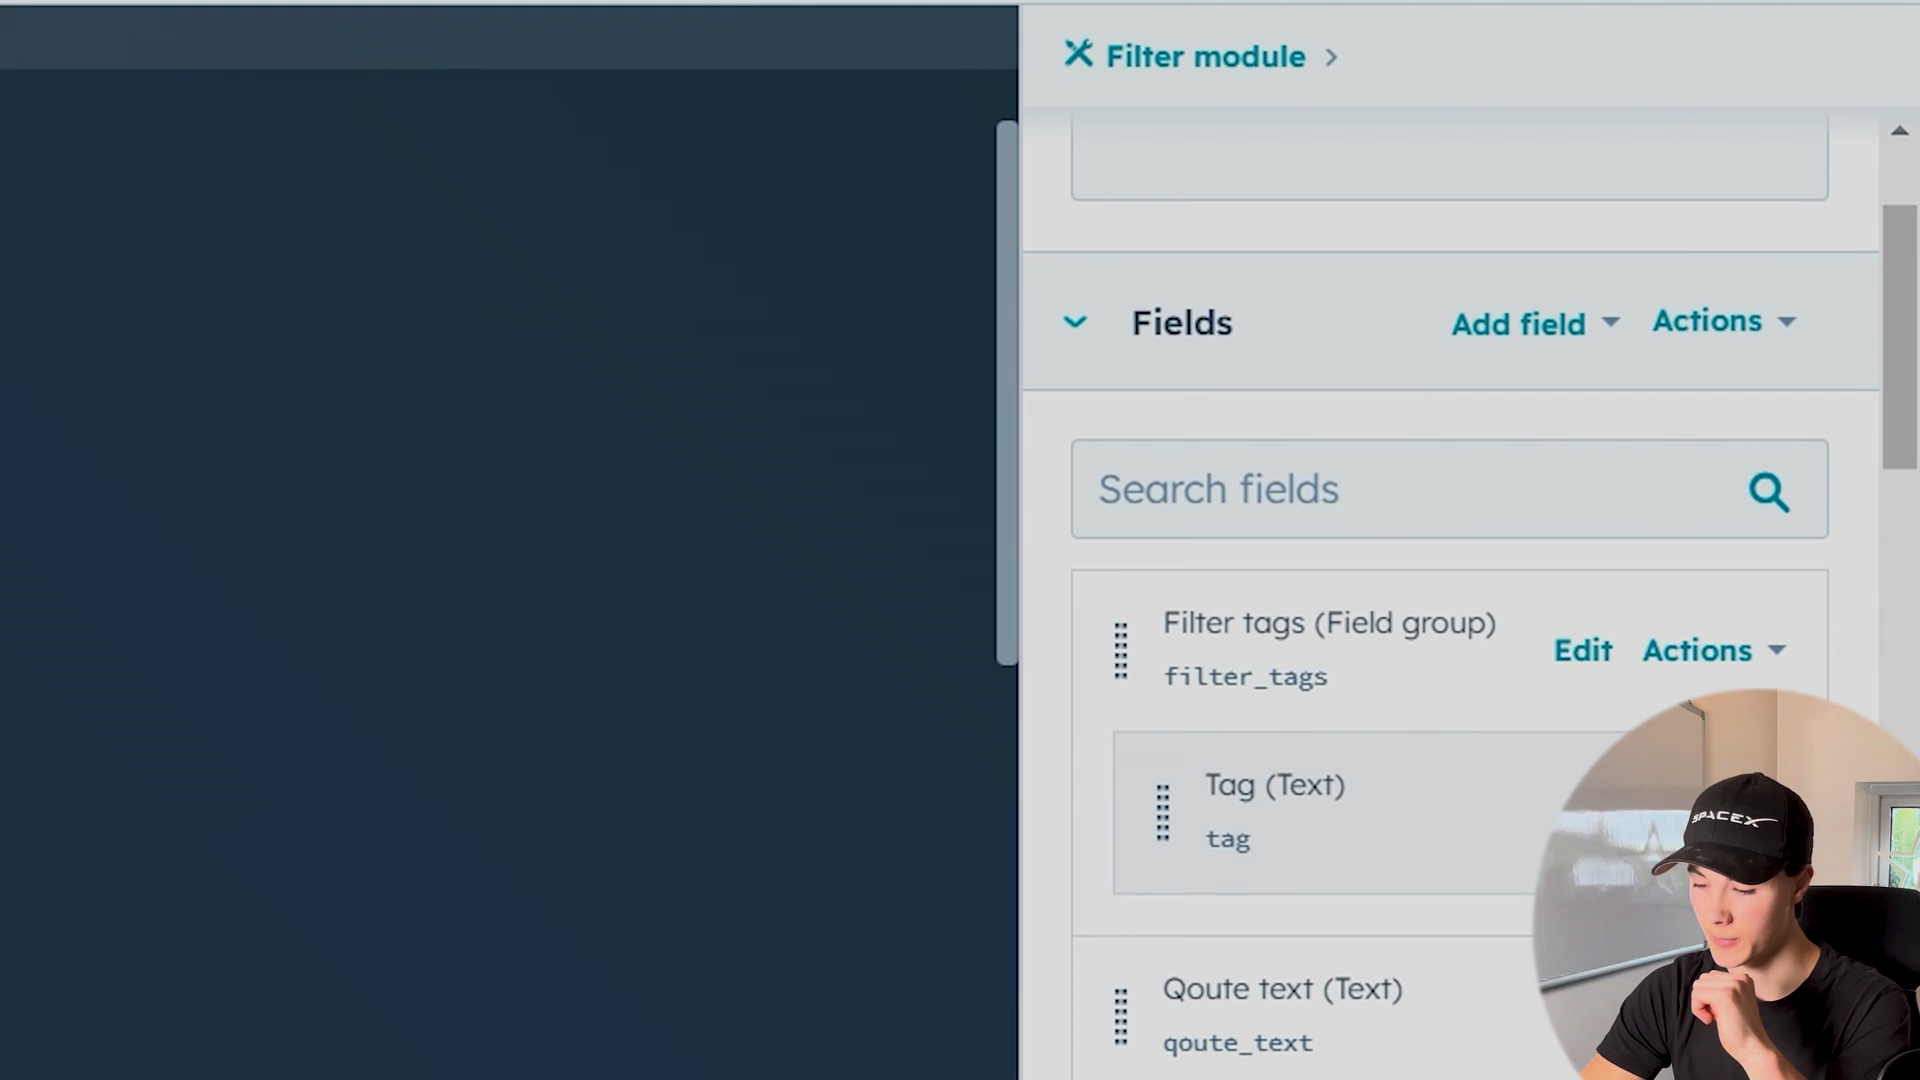 Filter module
Fields
Add field
Actions
Search fields
Filter tags (Field group)
filter_tags
Edit
Actions
Tag (Text)
tag
SPACEX
Qoute text (Text)
qoute_text